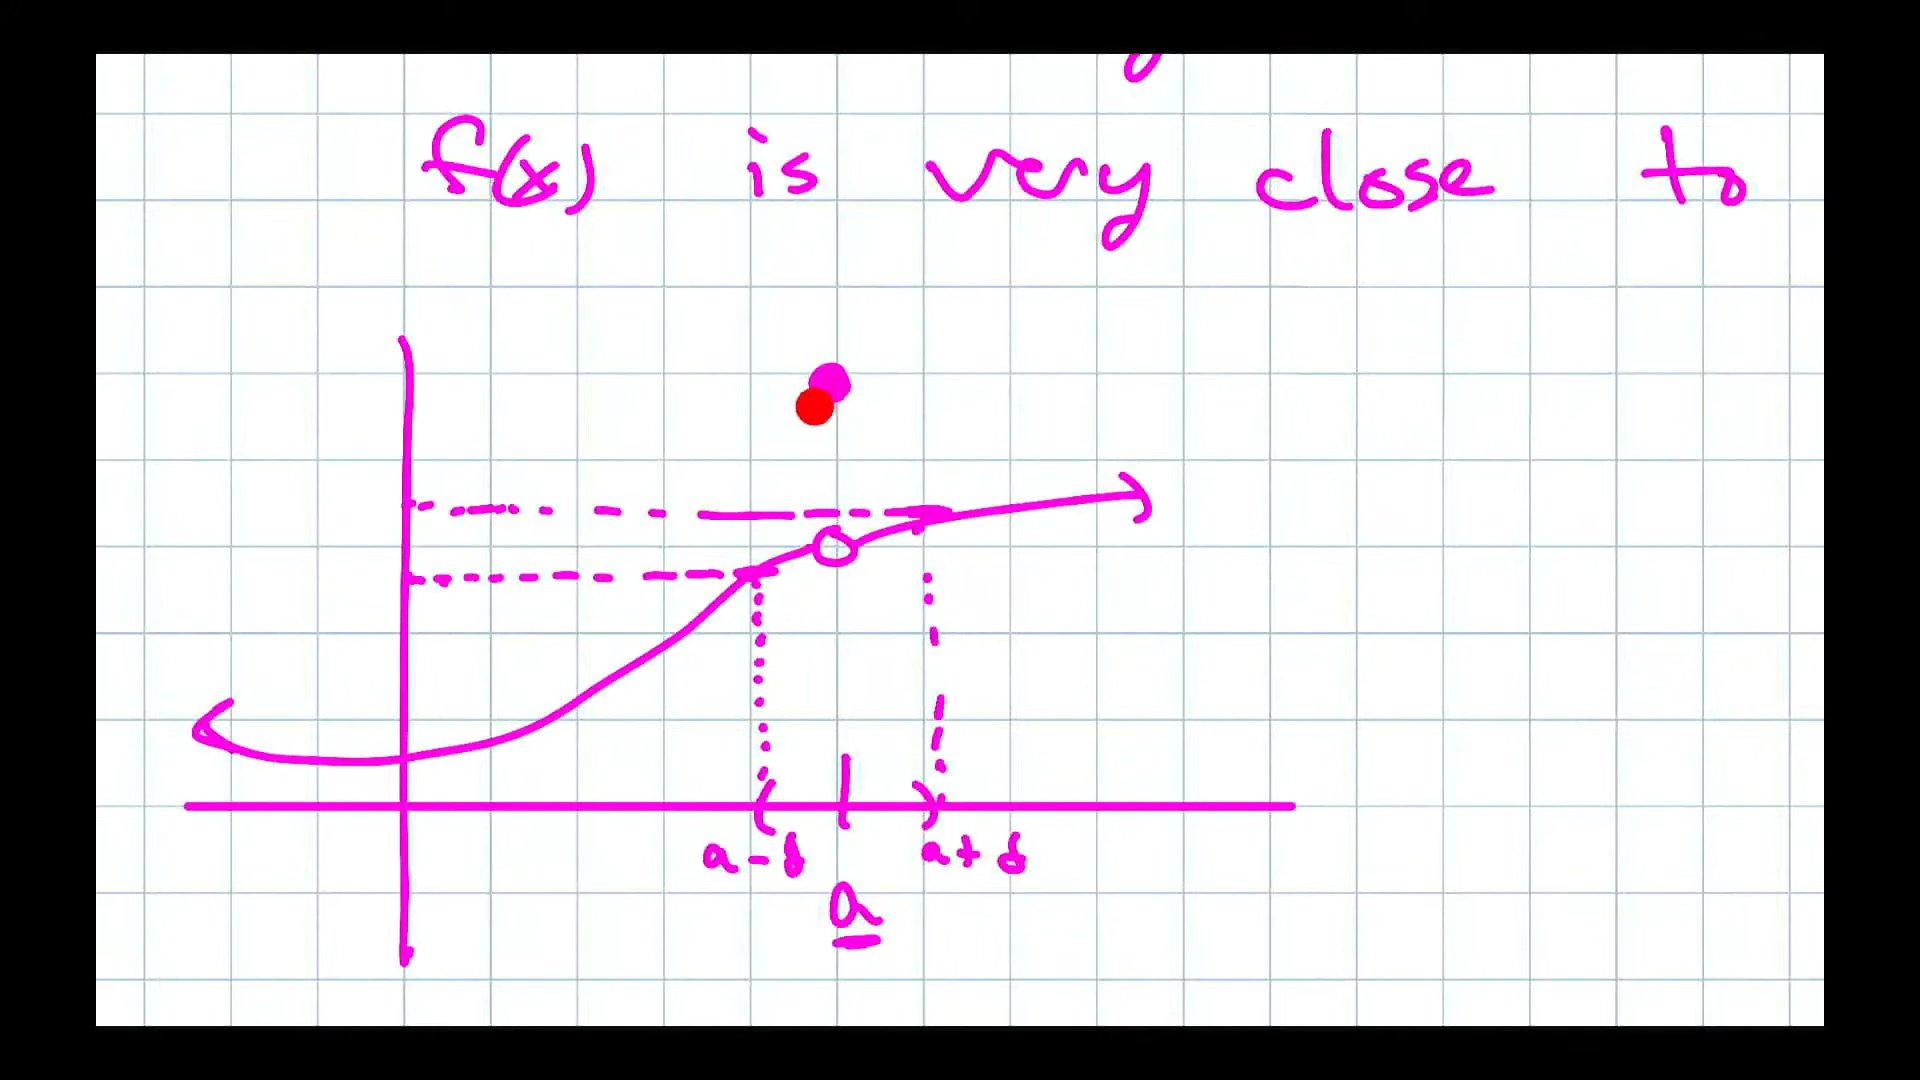 f(x) is very close to
a - δ a + δ
a